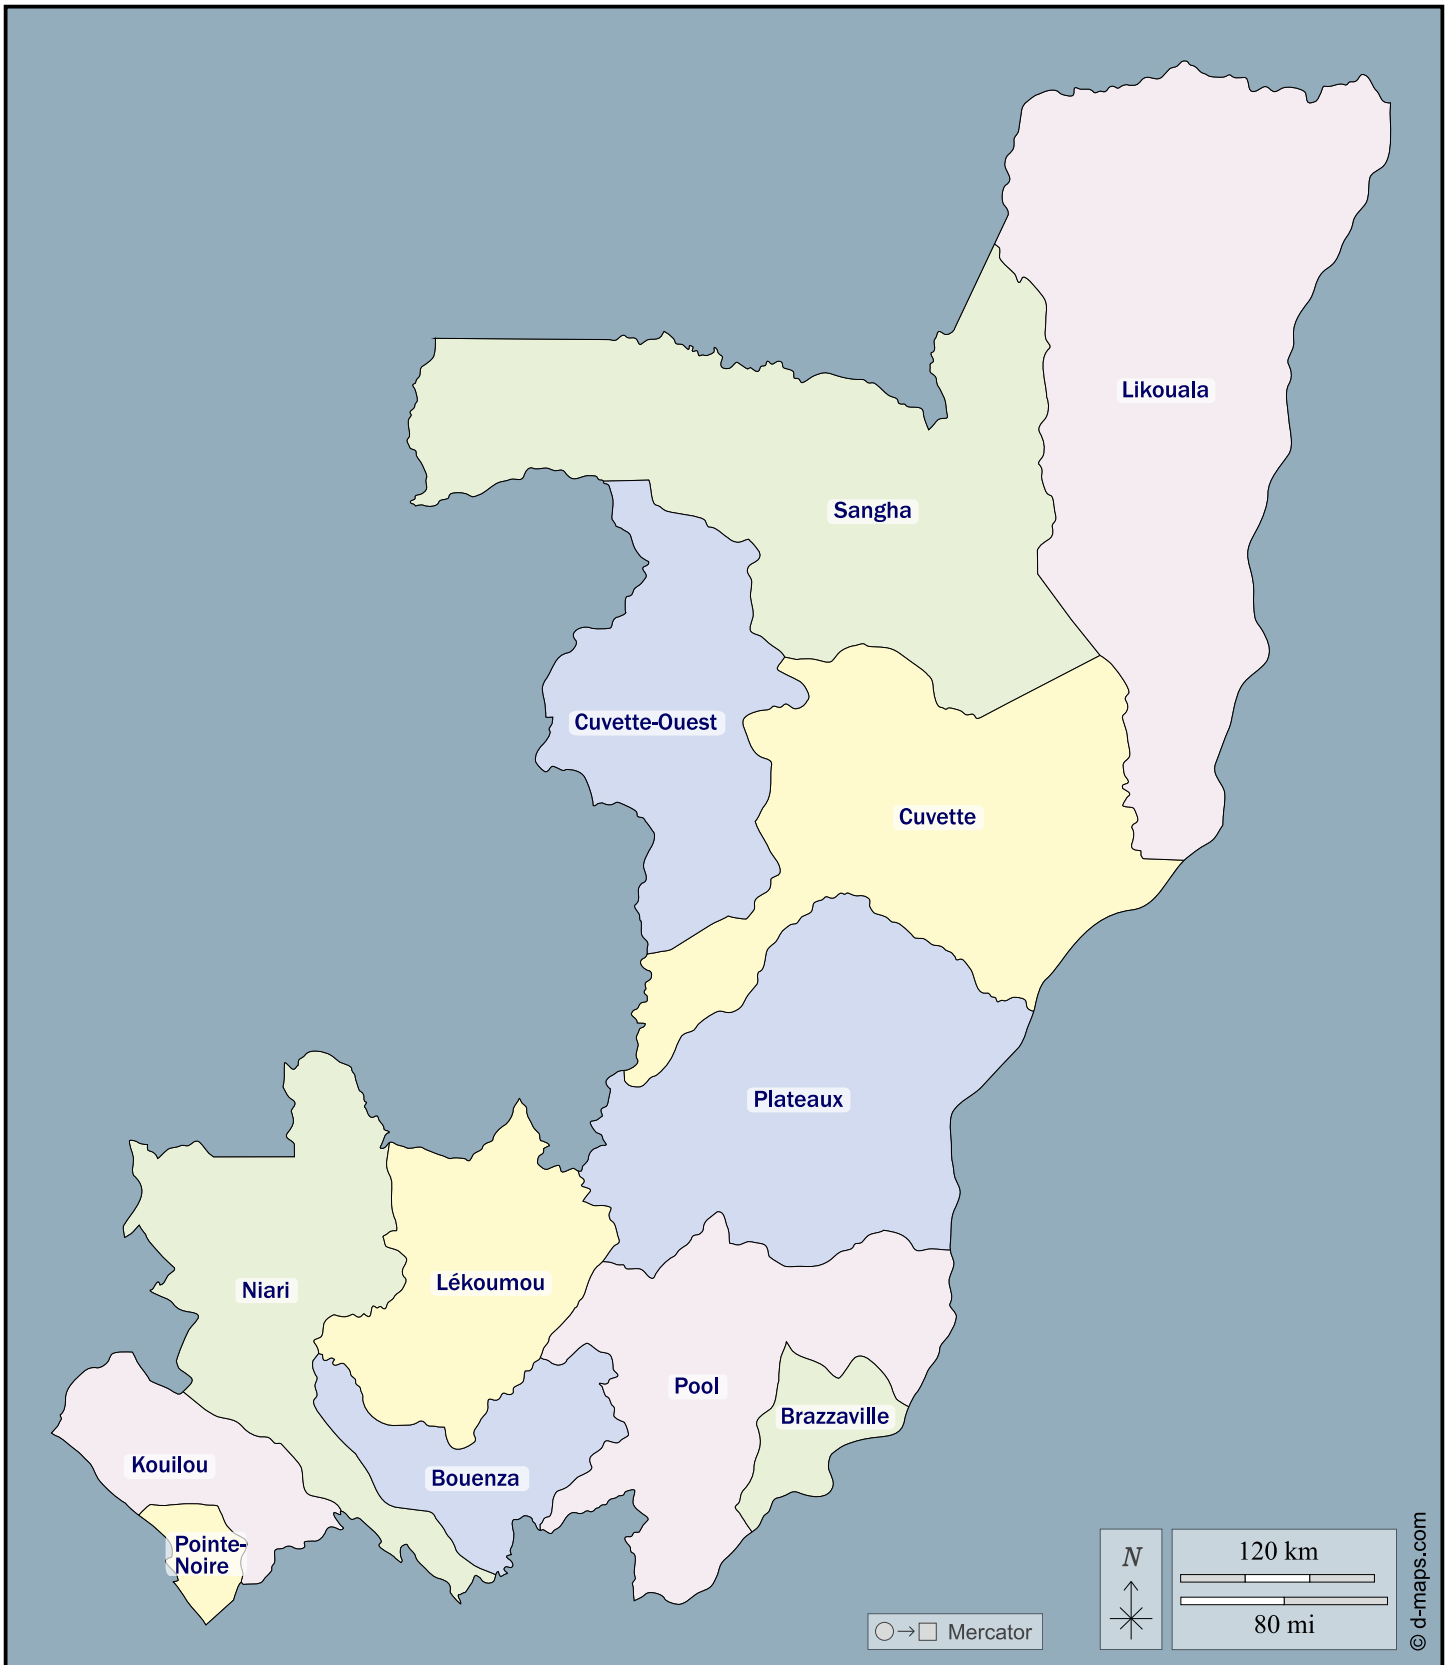 Likouala
Sangha
Cuvette-Ouest
Cuvette
Plateaux
Niari
Lékoumou
Pool
Brazzaville
Kouilou
Bouenza
Pointe-
Noire
N
120 km
80 mi
Mercator
© d-maps.com